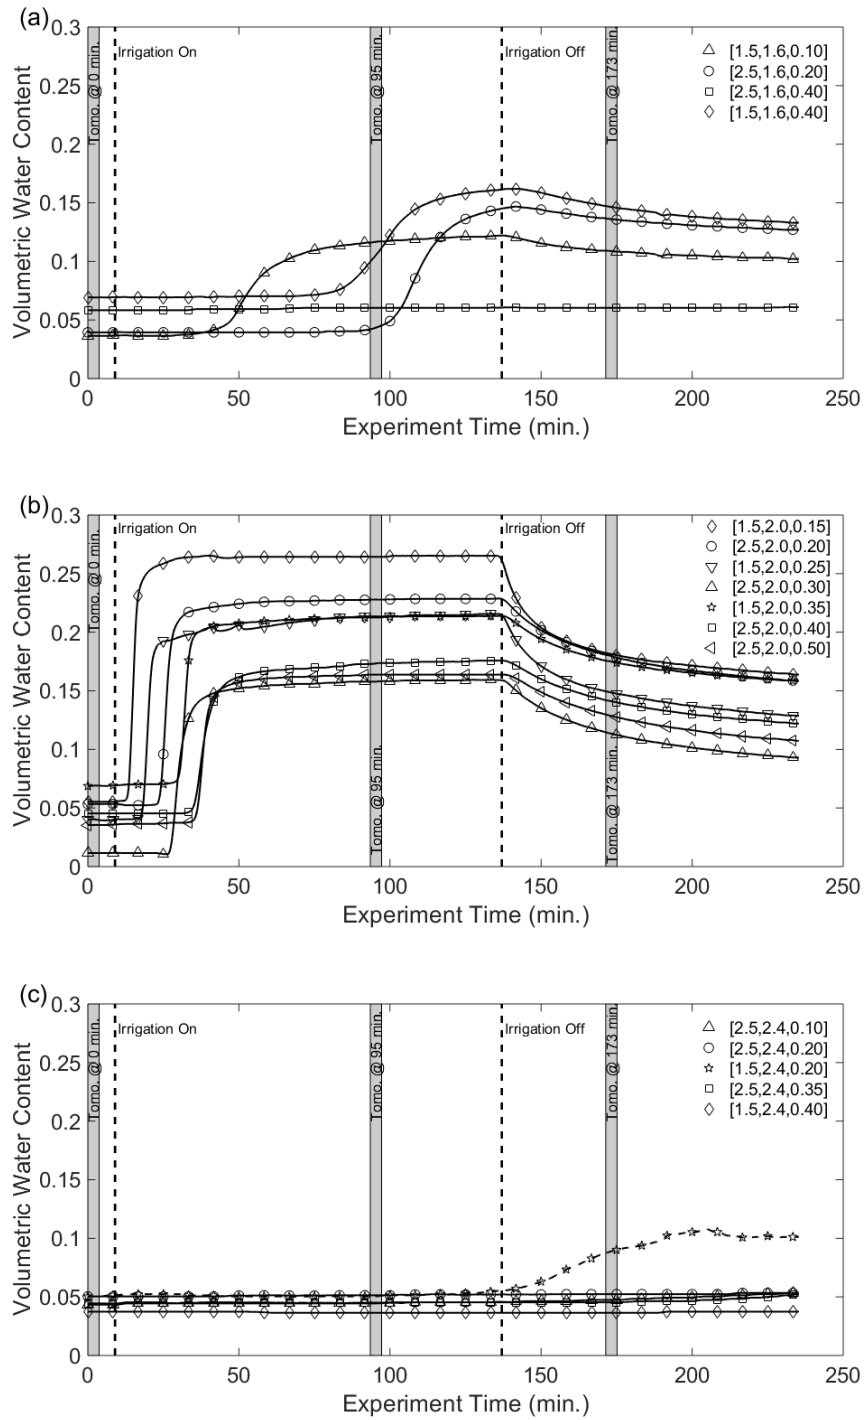 (a)
0.3
0.25
0.2
0.15
0.1
0.05
0
Volumetric Water Content
Tomo. @ 0 min.
Irrigation On
Tomo. @ 95 min.
Irrigation Off
Tomo. @ 173 min.
[1.5,1.6,0.10]
[2.5,1.6,0.20]
[2.5,1.6,0.40]
[1.5,1.6,0.40]
0 50 100 150 200 250
Experiment Time (min.)
(b)
0.3
0.25
0.2
0.15
0.1
0.05
0
Volumetric Water Content
Tomo. @ 0 min.
Irrigation On
Tomo. @ 95 min.
Irrigation Off
Tomo. @ 173 min.
[1.5,2.0,0.15]
[2.5,2.0,0.20]
[1.5,2.0,0.25]
[2.5,2.0,0.30]
[1.5,2.0,0.35]
[2.5,2.0,0.40]
[2.5,2.0,0.50]
0 50 100 150 200 250
Experiment Time (min.)
(c)
0.3
0.25
0.2
0.15
0.1
0.05
0
Volumetric Water Content
Tomo. @ 0 min.
Irrigation On
Tomo. @ 95 min.
Irrigation Off
Tomo. @ 173 min.
[2.5,2.4,0.10]
[2.5,2.4,0.20]
[1.5,2.4,0.20]
[2.5,2.4,0.35]
[1.5,2.4,0.40]
0 50 100 150 200 250
Experiment Time (min.)